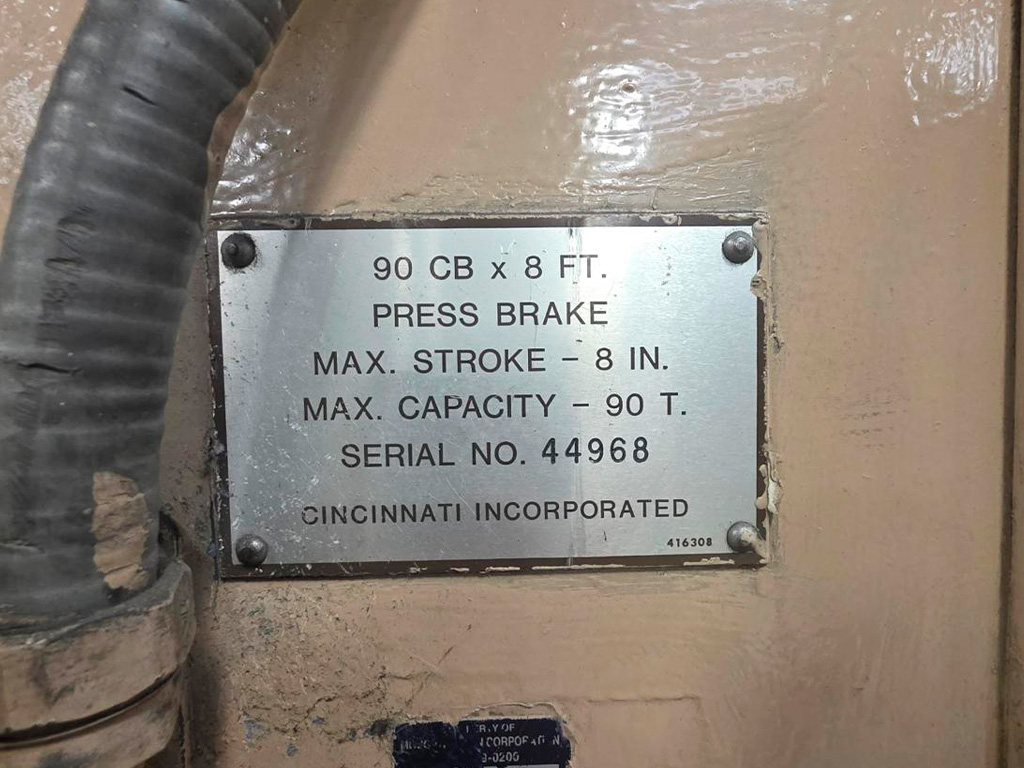 90 CB x 8 FT.
PRESS BRAKE
MAX. STROKE – 8 IN.
MAX. CAPACITY – 90 T.
SERIAL NO. 44968
CINCINNATI INCORPORATED
416308
OF